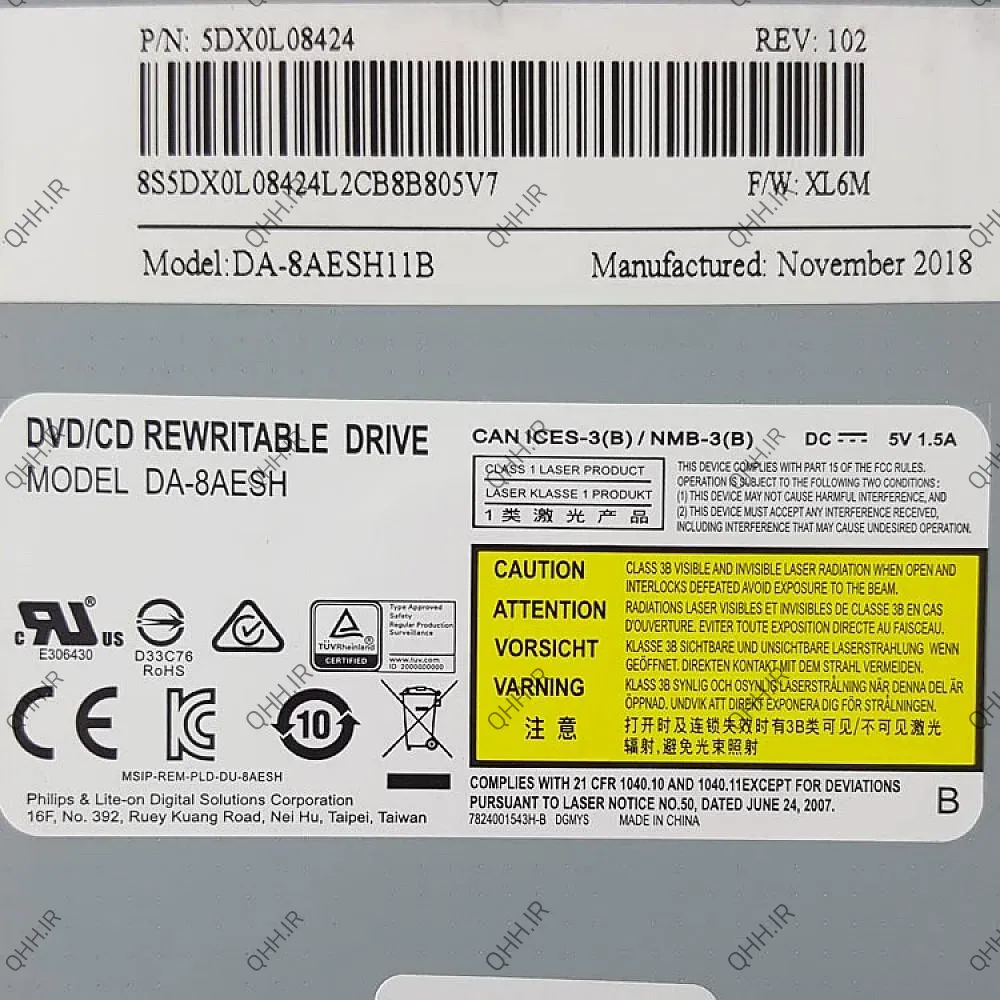 P/N: 5DX0L08424 REV: 102
8S5DX0L08424L2CB8B805V7 F/W: XL6M
Model:DA-8AESH11B Manufactured: November 2018
DVD/CD REWRITABLE DRIVE
MODEL DA-8AESH
CAN ICES-3(B) / NMB-3(B) DC 5V 1.5A
CLASS 1 LASER PRODUCT
LASER KLASSE 1 PRODUKT
1 类 激 光 产 品
THIS DEVICE COMPLIES WITH PART 15 OF THE FCC RULES.
OPERATION IS SUBJECT TO THE FOLLOWING TWO CONDITIONS :
(1) THIS DEVICE MAY NOT CAUSE HARMFUL INTERFERENCE, AND
(2) THIS DEVICE MUST ACCEPT ANY INTERFERENCE RECEIVED,
INCLUDING INTERFERENCE THAT MAY CAUSE UNDESIRED OPERATION.
CAUTION CLASS 3B VISIBLE AND INVISIBLE LASER RADIATION WHEN OPEN AND
INTERLOCKS DEFEATED AVOID EXPOSURE TO THE BEAM.
ATTENTION RADIATIONS LASER VISIBLES ET INVISIBLES DE CLASSE 3B EN CAS
D'OUVERTURE. EVITER TOUTE EXPOSITION DIRECTE AU FAISCEAU.
VORSICHT KLASSE 3B SICHTBARE UND UNSICHTBARE LASERSTRAHLUNG WENN
GEÖFFNET. DIREKTEN KONTAKT MIT DEM STRAHL VERMEIDEN.
VARNING KLASS 3B SYNLIG OCH OSYNLIG LASERSTRÅLNING NÄR DENNA DEL ÄR
ÖPPNAD. UNDVIK ATT DIREKT EXPONERA DIG FÖR STRÅLNINGEN.
注 意 打开时及连锁失效时有3B类可见/不可见激光
辐射,避免光束照射
c RU ® US
E306430
D33C76
RoHS
TÜVRheinland
CERTIFIED
Type Approved
Safety
Regular Production
Surveillance
www.tuv.com
ID 2000000000
CE
KC
10
MSIP-REM-PLD-DU-8AESH
Philips & Lite-on Digital Solutions Corporation
16F, No. 392, Ruey Kuang Road, Nei Hu, Taipei, Taiwan
COMPLIES WITH 21 CFR 1040.10 AND 1040.11EXCEPT FOR DEVIATIONS
PURSUANT TO LASER NOTICE NO.50, DATED JUNE 24, 2007.
7824001543H-B DGMYS MADE IN CHINA
B
QHH.IR